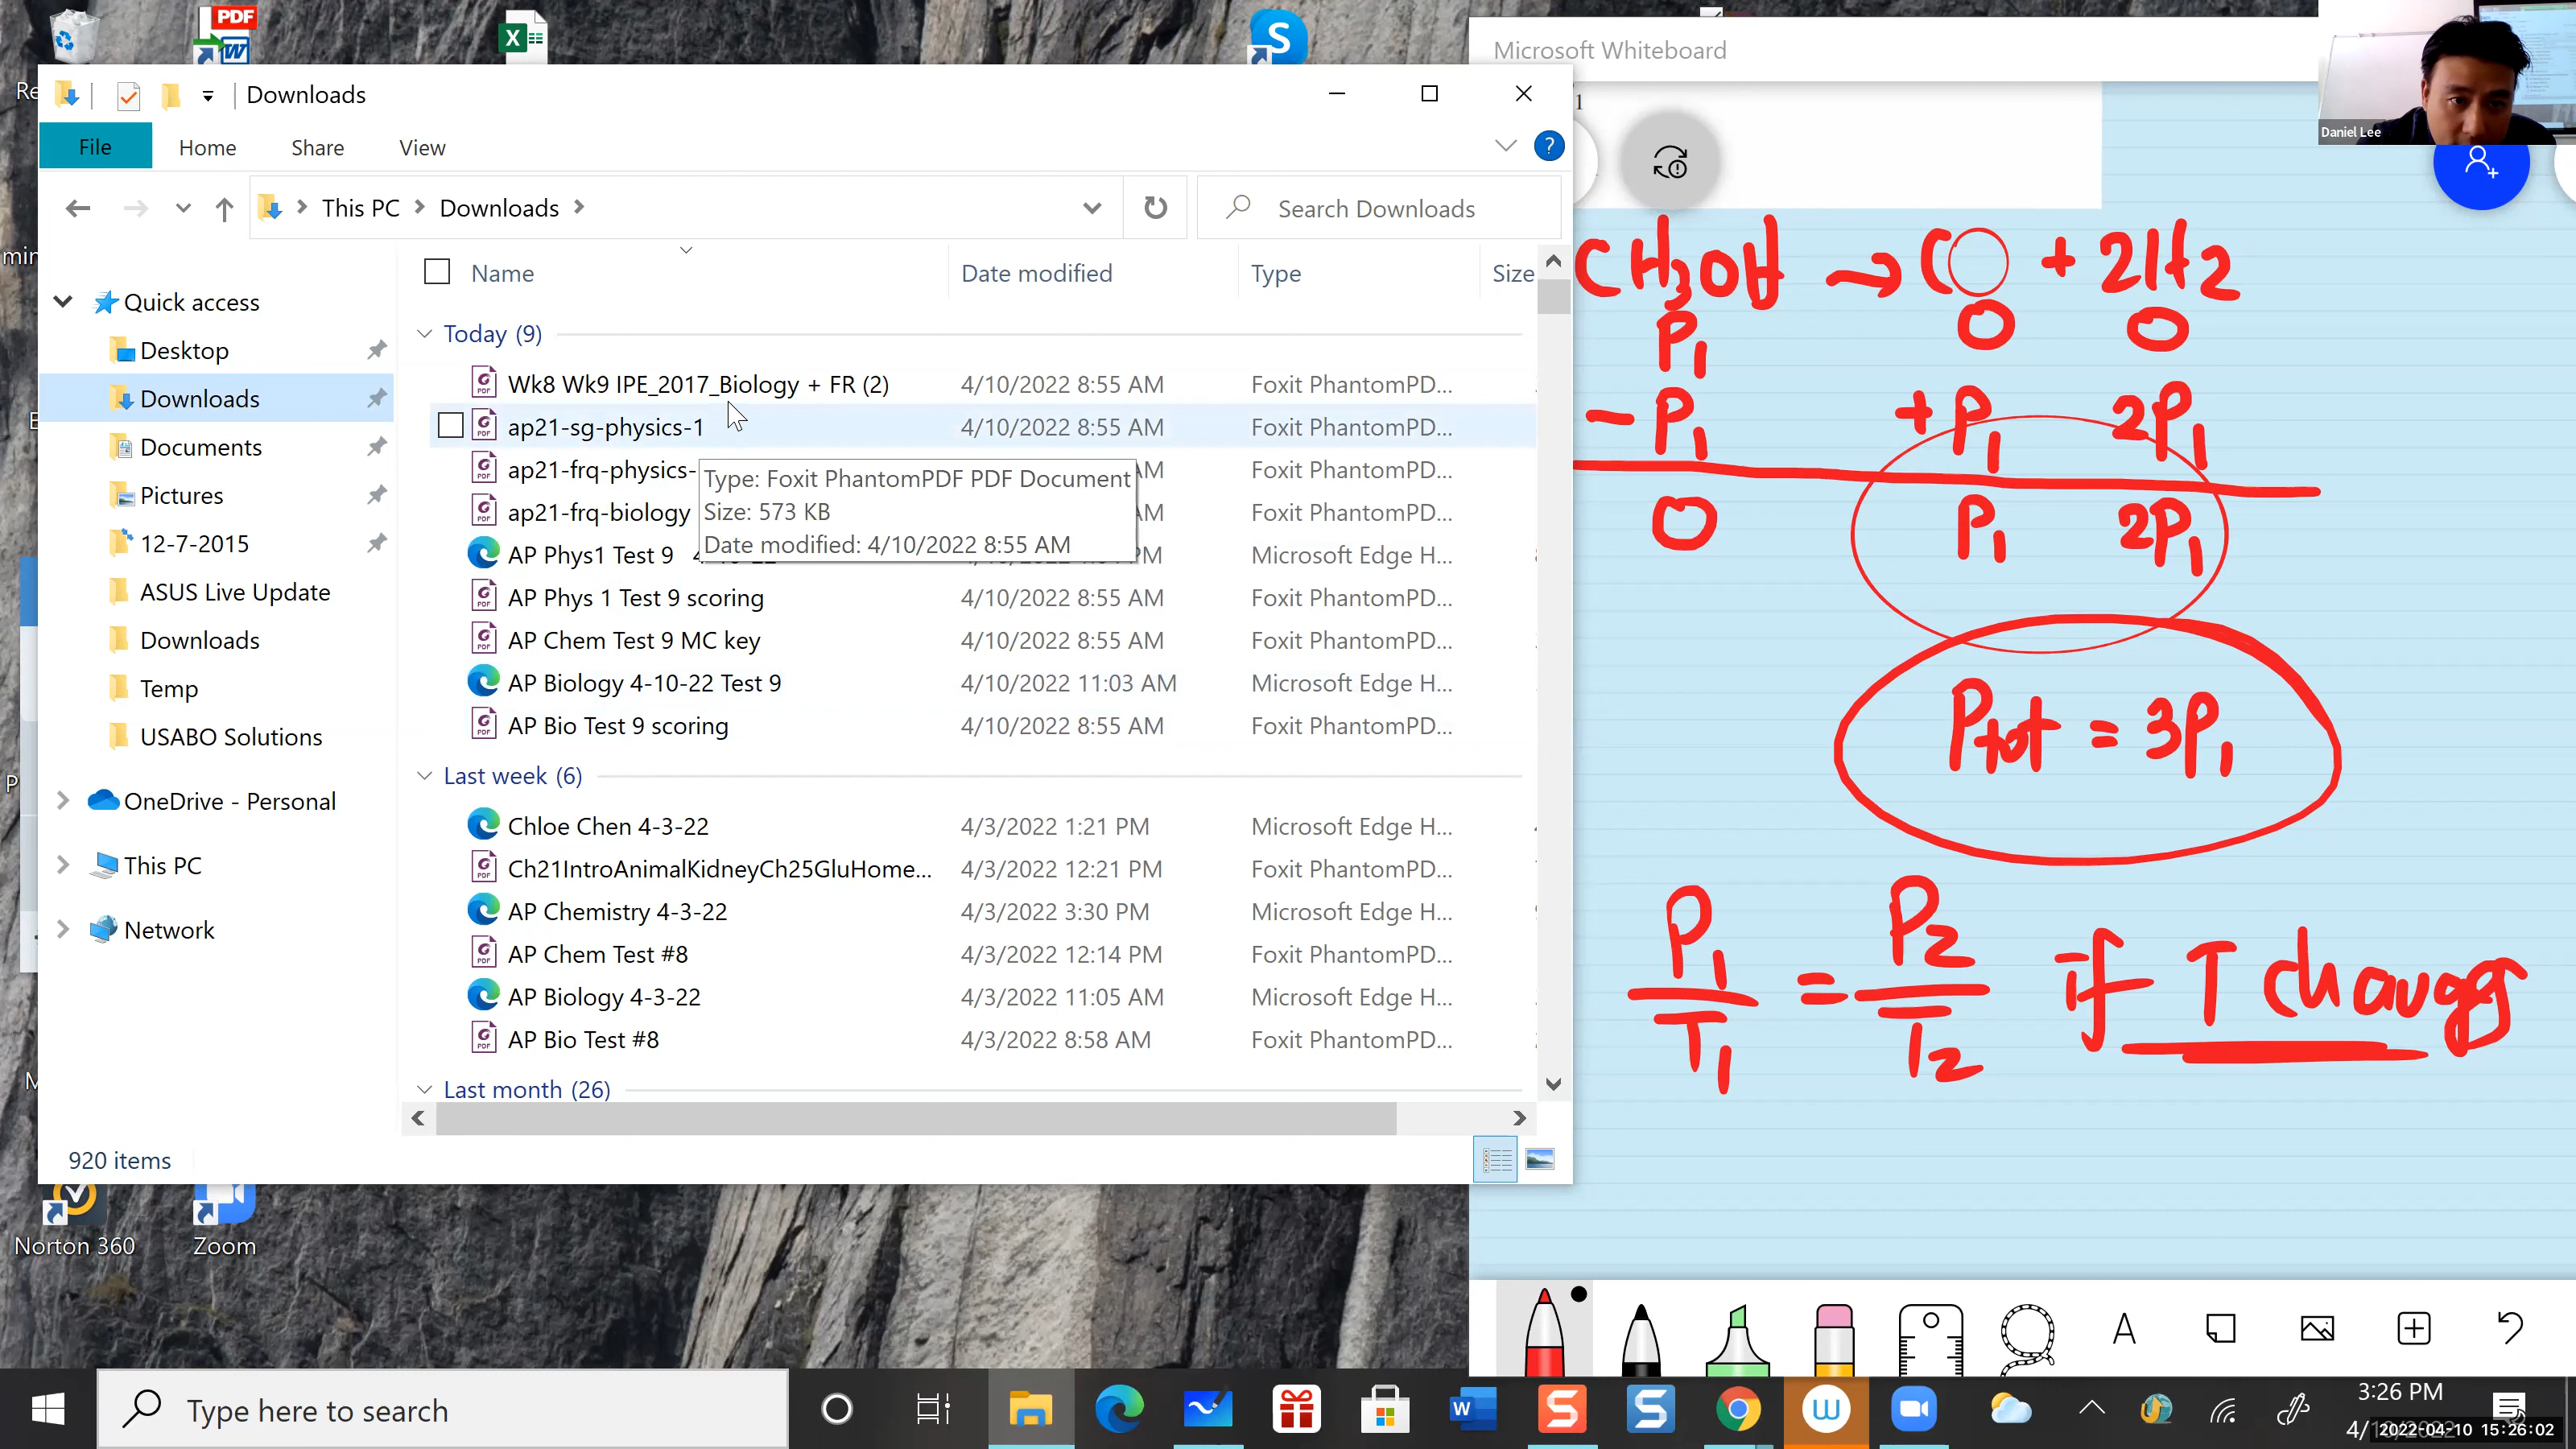 Microsoft Whiteboard
Daniel Lee
Downloads
File Home Share View
This PC > Downloads >
Search Downloads
Name Date modified Type Size
Quick access
Desktop
Downloads
Documents
Pictures
12-7-2015
ASUS Live Update
Downloads
Temp
USABO Solutions
OneDrive - Personal
This PC
Network
Today (9)
Wk8 Wk9 IPE_2017_Biology + FR (2) 4/10/2022 8:55 AM Foxit PhantomPD...
ap21-sg-physics-1 4/10/2022 8:55 AM Foxit PhantomPD...
ap21-frq-physics- AM Foxit PhantomPD...
ap21-frq-biology AM Foxit PhantomPD...
Type: Foxit PhantomPDF PDF Document
Size: 573 KB
Date modified: 4/10/2022 8:55 AM
AP Phys1 Test 9 PM Microsoft Edge H...
AP Phys 1 Test 9 scoring 4/10/2022 8:55 AM Foxit PhantomPD...
AP Chem Test 9 MC key 4/10/2022 8:55 AM Foxit PhantomPD...
AP Biology 4-10-22 Test 9 4/10/2022 11:03 AM Microsoft Edge H...
AP Bio Test 9 scoring 4/10/2022 8:55 AM Foxit PhantomPD...
Last week (6)
Chloe Chen 4-3-22 4/3/2022 1:21 PM Microsoft Edge H...
Ch21IntroAnimalKidneyCh25GluHome... 4/3/2022 12:21 PM Foxit PhantomPD...
AP Chemistry 4-3-22 4/3/2022 3:30 PM Microsoft Edge H...
AP Chem Test #8 4/3/2022 12:14 PM Foxit PhantomPD...
AP Biology 4-3-22 4/3/2022 11:05 AM Microsoft Edge H...
AP Bio Test #8 4/3/2022 8:58 AM Foxit PhantomPD...
Last month (26)
920 items
CH3OH → CO + 2H2
P1 0 0
-P1 +P1 2P1
0 P1 2P1
Ptot = 3P1
P1/T1 = P2/T2 if T changes
Norton 360
Zoom
Type here to search
3:26 PM
2022-04-10 15:26:02